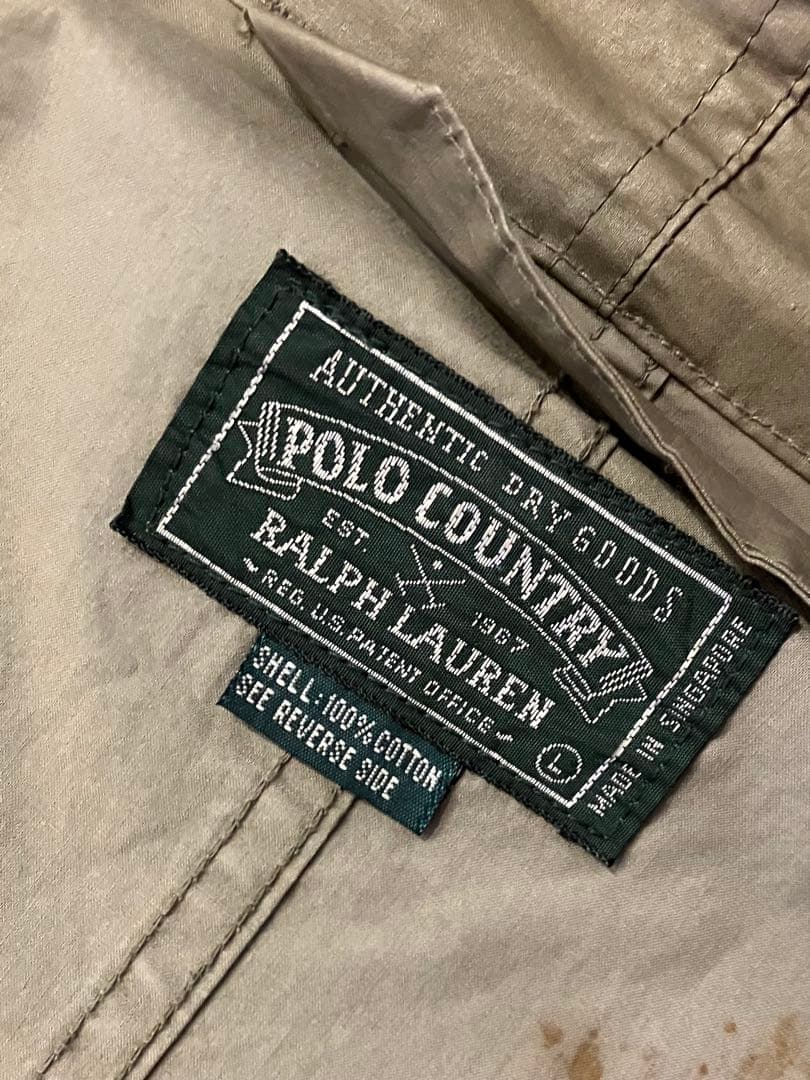 AUTHENTIC DRY GOODS
POLO COUNTRY
EST. 1967
RALPH LAUREN
REG. U.S. PATENT OFFICE
L
MADE IN SINGAPORE
SHELL: 100% COTTON
SEE REVERSE SIDE